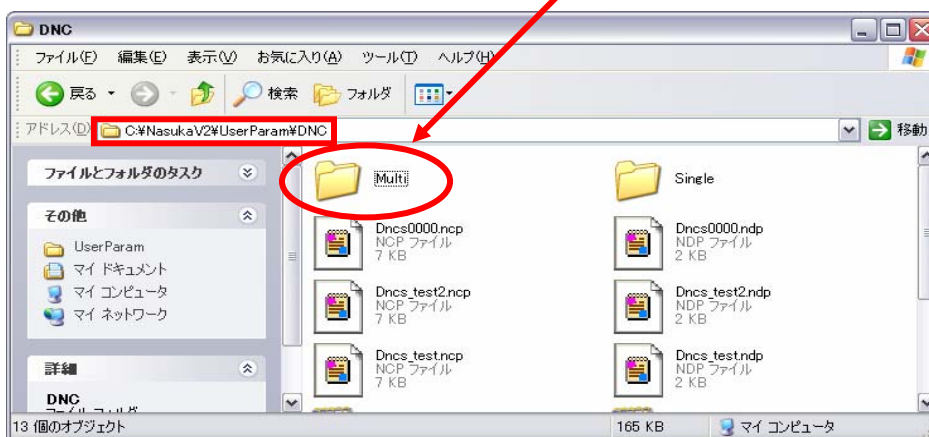 DNC
ファイル(F) 編集(E) 表示(V) お気に入り(A) ツール(T) ヘルプ(H)
戻る 検索 フォルダ
アドレス(D) C:¥NasukaV2¥UserParam¥DNC 移動
ファイルとフォルダのタスク
その他
UserParam
マイ ドキュメント
マイ コンピュータ
マイ ネットワーク
詳細
DNC
ファイル フォルダ
Multi
Single
Dncs0000.ncp
NCP ファイル
7 KB
Dncs0000.ndp
NDP ファイル
2 KB
Dncs_test2.ncp
NCP ファイル
7 KB
Dncs_test2.ndp
NDP ファイル
2 KB
Dncs_test.ncp
NCP ファイル
7 KB
Dncs_test.ndp
NDP ファイル
2 KB
13 個のオブジェクト 165 KB マイ コンピュータ